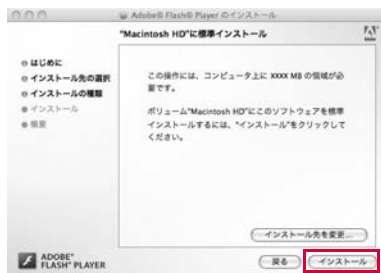 Adobe® Flash® Player のインストール
"Macintosh HD"に標準インストール
はじめに
インストール先の選択
インストールの種類
インストール
概要
この操作には、コンピュータ上に XXXX MB の領域が必
要です。
ボリューム"Macintosh HD"にこのソフトウェアを標準
インストールするには、"インストール"をクリックして
ください。
インストール先を変更...
ADOBE®
FLASH® PLAYER
戻る
インストール